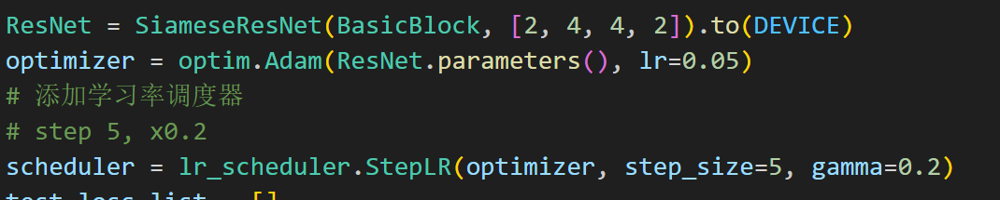 ResNet = SiameseResNet(BasicBlock, [2, 4, 4, 2]).to(DEVICE)
optimizer = optim.Adam(ResNet.parameters(), lr=0.05)
# 添加学习率调度器
# step 5, x0.2
scheduler = lr_scheduler.StepLR(optimizer, step_size=5, gamma=0.2)
test_loss_list = []